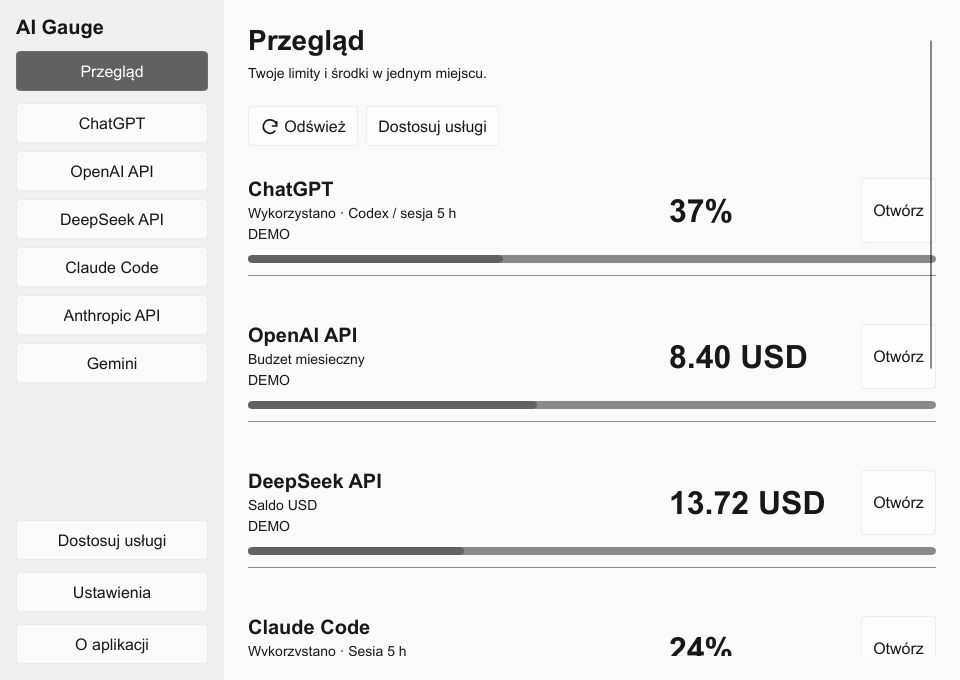 AI Gauge
Przegląd
ChatGPT
OpenAI API
DeepSeek API
Claude Code
Anthropic API
Gemini
Dostosuj usługi
Ustawienia
O aplikacji
Przegląd
Twoje limity i środki w jednym miejscu.
Odśwież
Dostosuj usługi
ChatGPT
Wykorzystano · Codex / sesja 5 h
DEMO
37%
Otwórz
OpenAI API
Budzet miesieczny
DEMO
8.40 USD
Otwórz
DeepSeek API
Saldo USD
DEMO
13.72 USD
Otwórz
Claude Code
Wykorzystano · Sesja 5 h
24%
Otwórz